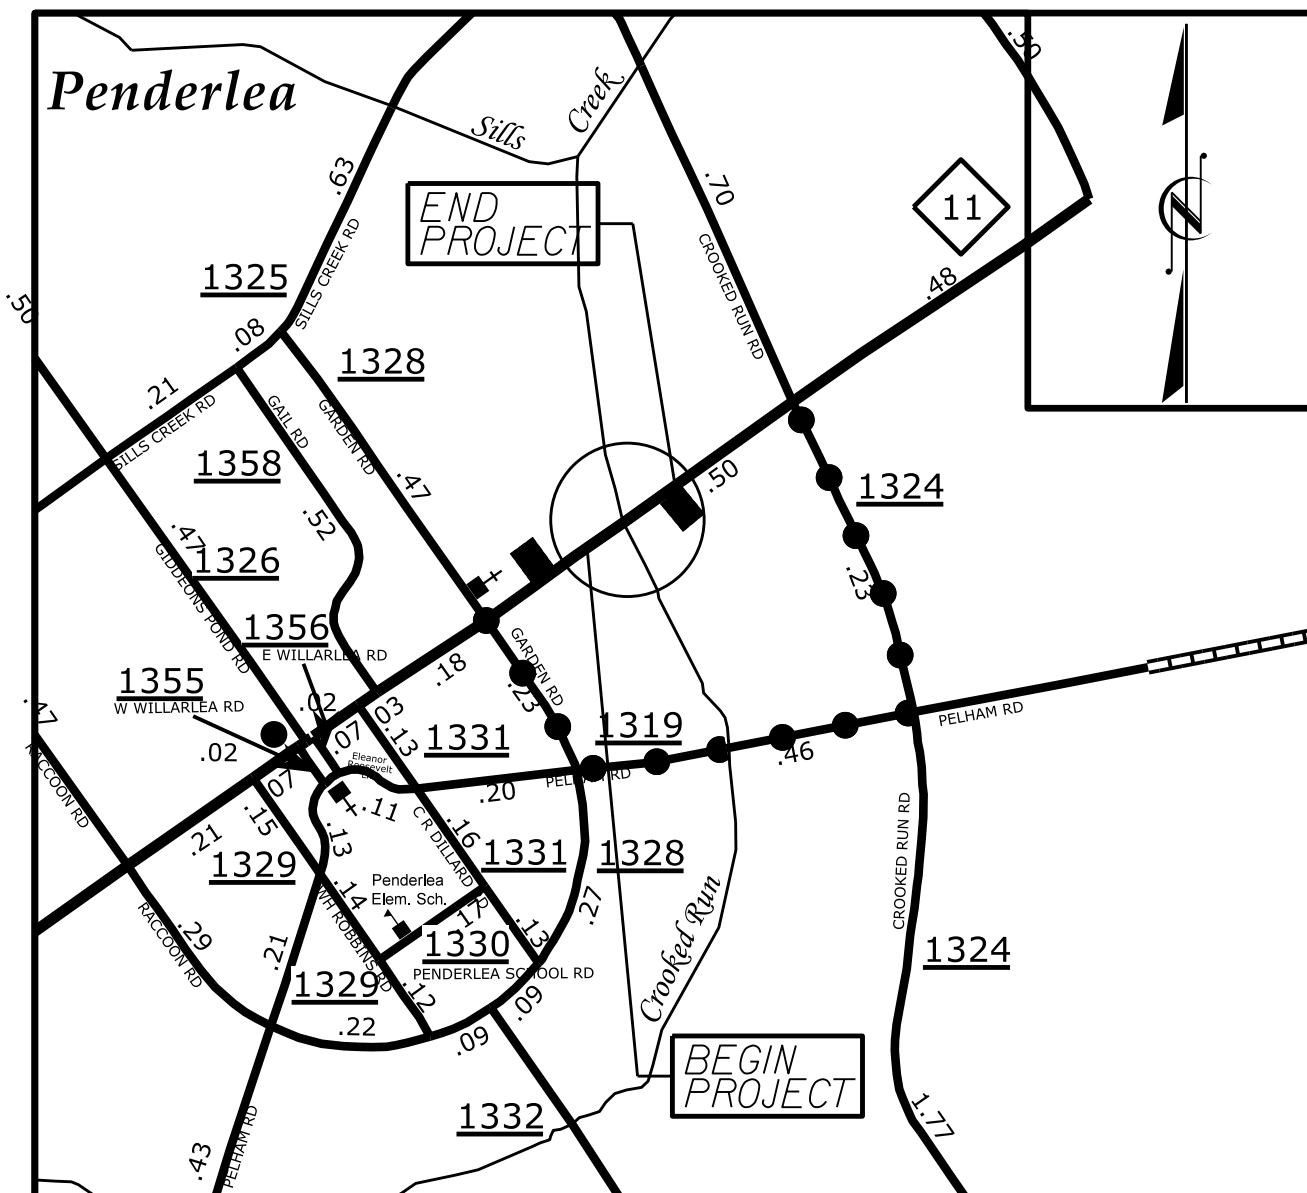 .50
Penderlea
Sills
Creek
.63
.70
11
END
PROJECT
CROOKED RUN RD
1325
SILLS CREEK RD
.48
.50
.08
1328
.21
SILLS CREEK RD
GAIL RD
GARDEN RD
1358
.47
.50
1324
.52
.47
1326
GIDDEONS POND RD
.23
1356
E WILLARLEA RD
GARDEN RD
.18
1355
W WILLARLEA RD
.23
.02
.03
.47
1319
PELHAM RD
.07
.13
1331
.02
RACCOON RD
Eleanor
Roosevelt
.46
PELHAM RD
.07
.20
.11
.15
C R DILLARD RD
.16
CROOKED RUN RD
.21
.13
1329
1331
1328
Penderlea
Elem. Sch.
.14
WH ROBBINS RD
.17
.27
RACCOON RD
.29
.13
.21
1330
1324
PENDERLEA SCHOOL RD
Crooked Run
1329
.12
.09
.22
.09
BEGIN
PROJECT
1332
1.77
.43
PELHAM RD